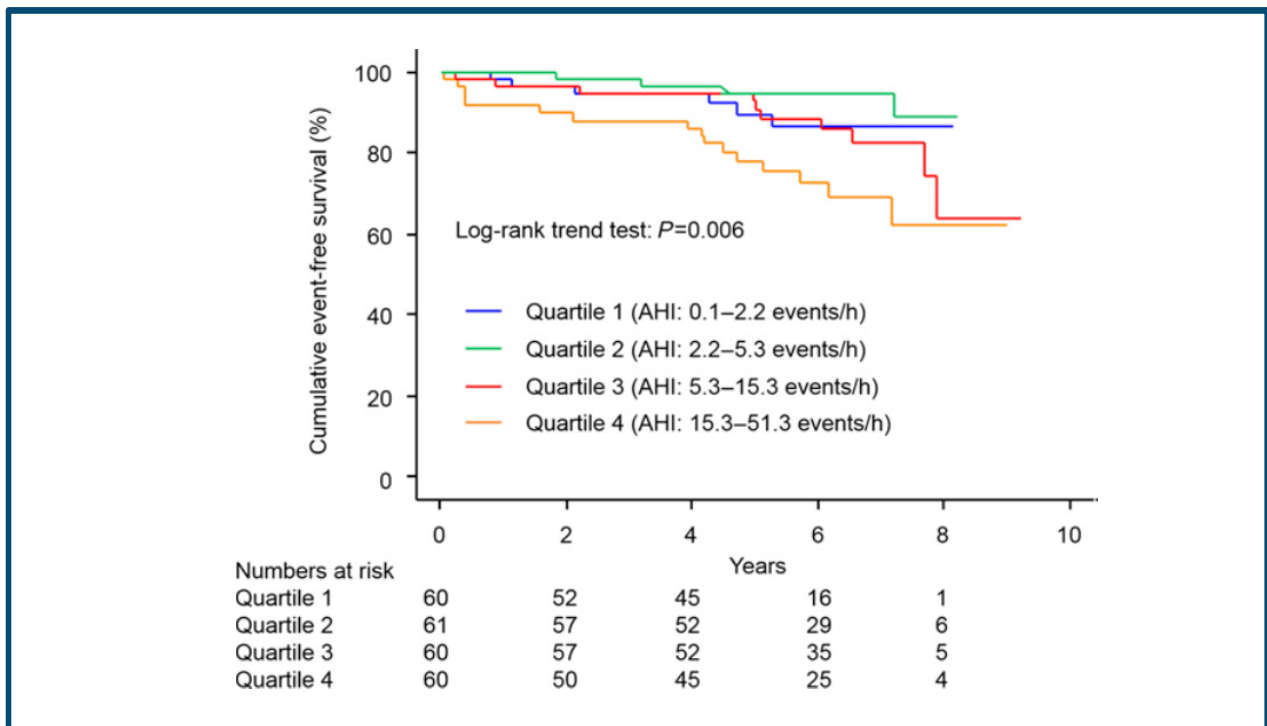 Cumulative event-free survival (%)
100
80
60
40
20
0
Log-rank trend test: P=0.006
Quartile 1 (AHI: 0.1–2.2 events/h)
Quartile 2 (AHI: 2.2–5.3 events/h)
Quartile 3 (AHI: 5.3–15.3 events/h)
Quartile 4 (AHI: 15.3–51.3 events/h)
0 2 4 6 8 10
Years
Numbers at risk
Quartile 1 60 52 45 16 1
Quartile 2 61 57 52 29 6
Quartile 3 60 57 52 35 5
Quartile 4 60 50 45 25 4